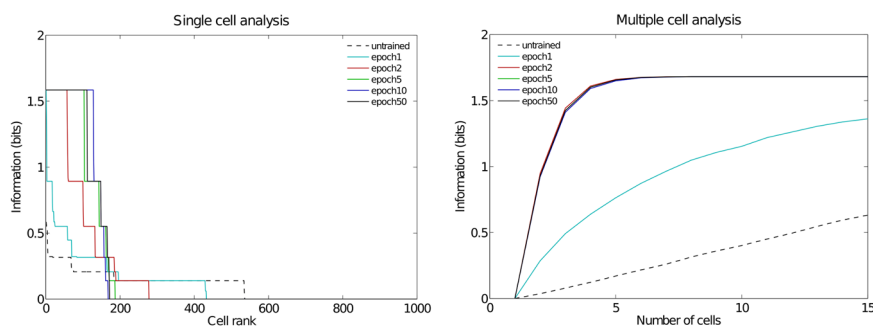 Single cell analysis
2
1.5
1
0.5
0
Information (bits)
untrained
epoch1
epoch2
epoch5
epoch10
epoch50
0
200
400
600
800
1000
Cell rank
Multiple cell analysis
2
1.5
1
0.5
0
Information (bits)
untrained
epoch1
epoch2
epoch5
epoch10
epoch50
0
5
10
15
Number of cells